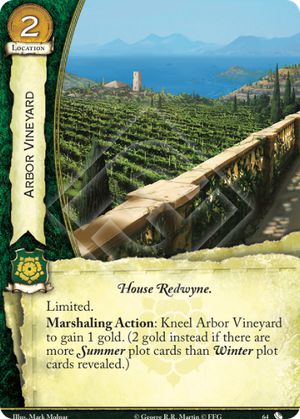 2
LOCATION
ARBOR VINEYARD
House Redwyne.
Limited.
Marshaling Action: Kneel Arbor Vineyard
to gain 1 gold. (2 gold instead if there are
more Summer plot cards than Winter plot
cards revealed.)
Illus. Mark Molnar
© George R.R. Martin © FFG
64